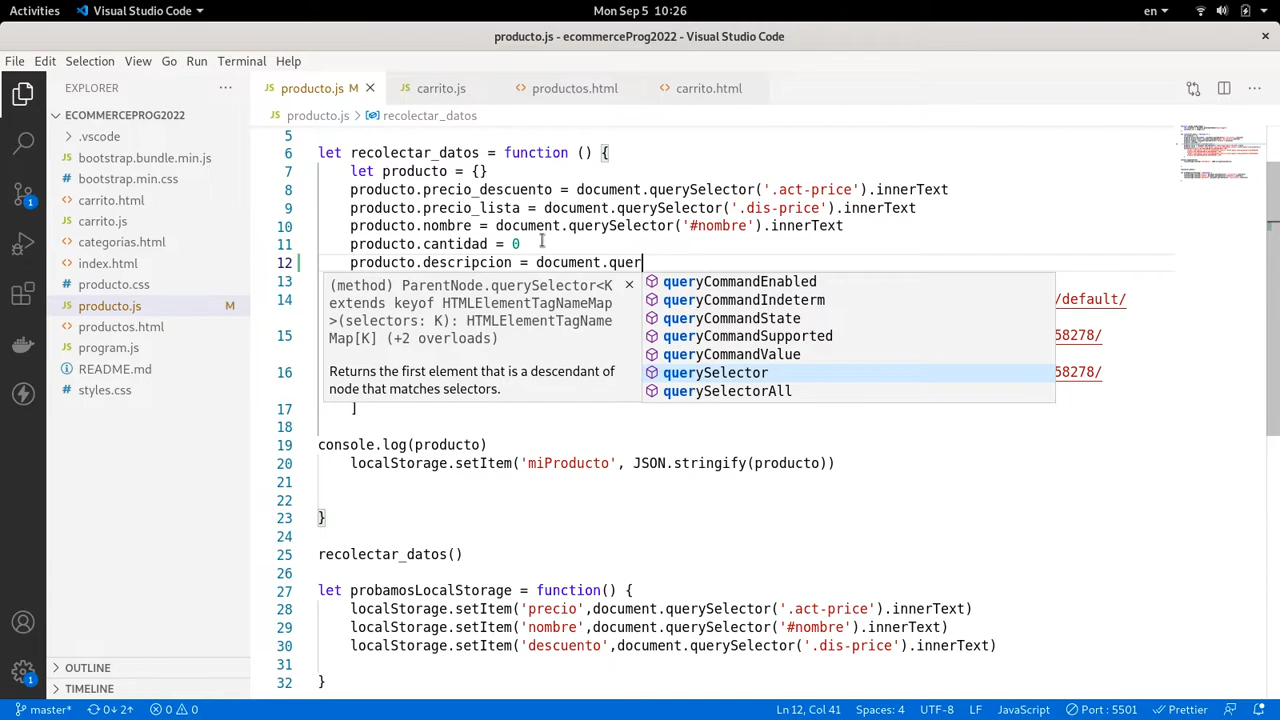 Activities Visual Studio Code Mon Sep 5 10:26 en
producto.js - ecommerceProg2022 - Visual Studio Code
File Edit Selection View Go Run Terminal Help
EXPLORER
ECOMMERCEPROG2022
.vscode
JS bootstrap.bundle.min.js
bootstrap.min.css
carrito.html
JS carrito.js
categorias.html
index.html
producto.css
JS producto.js M
productos.html
JS program.js
README.md
styles.css
OUTLINE
TIMELINE
1
1
JS producto.js M JS carrito.js productos.html carrito.html
JS producto.js > recolectar_datos
5
6 let recolectar_datos = function () {
7 let producto = {}
8 producto.precio_descuento = document.querySelector('.act-price').innerText
9 producto.precio_lista = document.querySelector('.dis-price').innerText
10 producto.nombre = document.querySelector('#nombre').innerText
11 producto.cantidad = 0
12 producto.descripcion = document.quer
13
14 /default/
15 58278/
16 58278/
(method) ParentNode.querySelector<K
extends keyof HTMLElementTagNameMap
>(selectors: K): HTMLElementTagName
Map[K] (+2 overloads)
Returns the first element that is a descendant of
node that matches selectors.
queryCommandEnabled
queryCommandIndeterm
queryCommandState
queryCommandSupported
queryCommandValue
querySelector
querySelectorAll
17 ]
18
19 console.log(producto)
20 localStorage.setItem('miProducto', JSON.stringify(producto))
21
22
23 }
24
25 recolectar_datos()
26
27 let probamosLocalStorage = function() {
28 localStorage.setItem('precio',document.querySelector('.act-price').innerText)
29 localStorage.setItem('nombre',document.querySelector('#nombre').innerText)
30 localStorage.setItem('descuento',document.querySelector('.dis-price').innerText)
31
32 }
master* 0↓ 2↑ 0 0 Ln 12, Col 41 Spaces: 4 UTF-8 LF JavaScript Port : 5501 Prettier